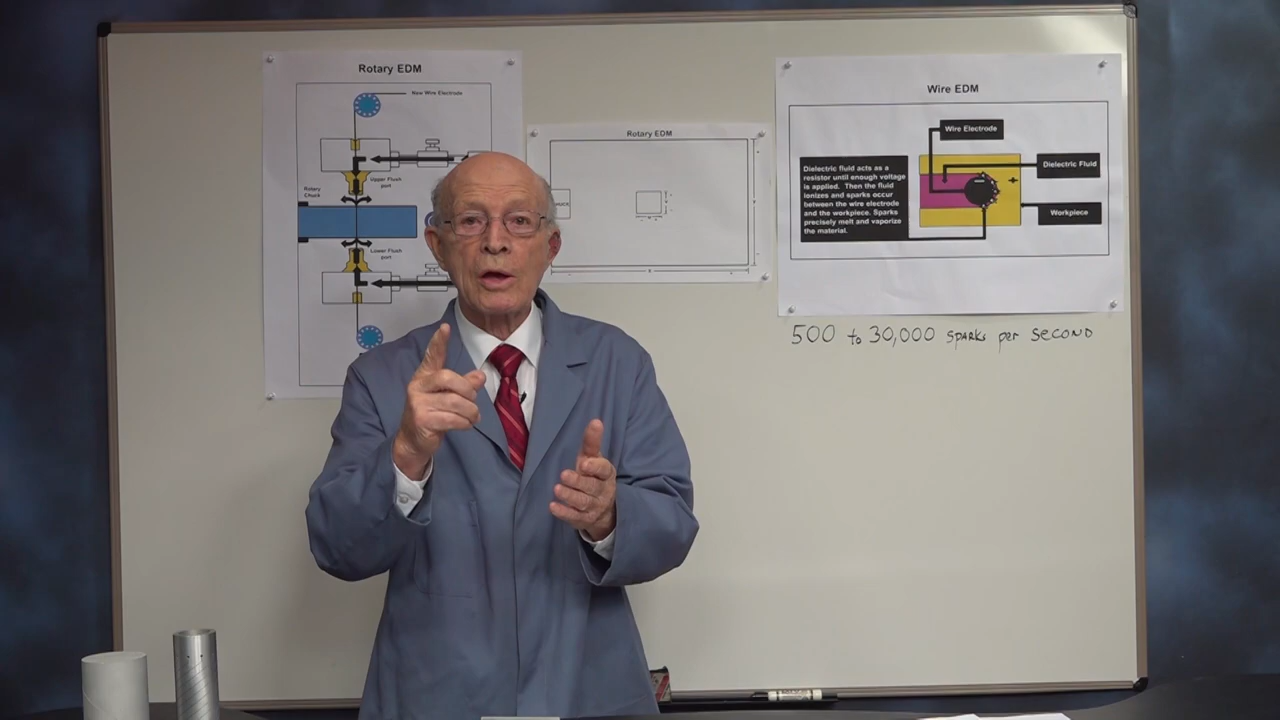 Rotary EDM
New Wire Electrode
Upper Flush
port
Rotary
Chuck
Lower Flush
port
Rotary EDM
Wire EDM
Wire Electrode
Dielectric fluid acts as a
resistor until enough voltage
is applied. Then the fluid
ionizes and sparks occur
between the wire electrode
and the workpiece. Sparks
precisely melt and vaporize
the material.
Dielectric Fluid
Workpiece
500 to 30,000 SPARKS per SECOND